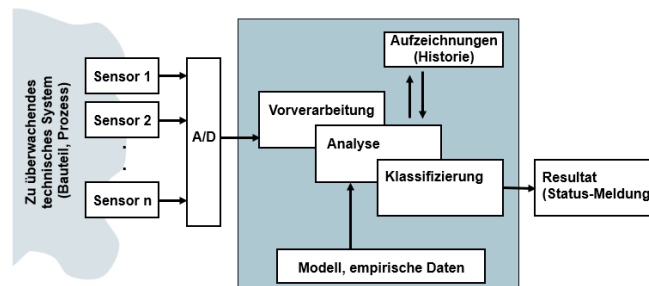 Zu überwachendes
technisches System
(Bauteil, Prozess)
Sensor 1
Sensor 2
.
.
Sensor n
A/D
Aufzeichnungen
(Historie)
Vorverarbeitung
Analyse
Klassifizierung
Modell, empirische Daten
Resultat
(Status-Meldung